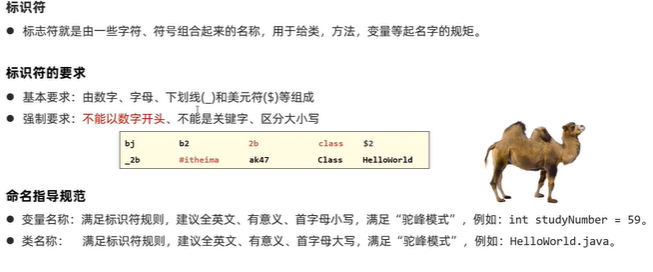 标识符
● 标志符就是由一些字符、符号组合起来的名称，用于给类，方法，变量等起名字的规矩。
标识符的要求
● 基本要求：由数字、字母、下划线(_)和美元符($)等组成
● 强制要求：不能以数字开头、不能是关键字、区分大小写
bj b2 2b class $2
_2b #itheima ak47 Class HelloWorld
命名指导规范
● 变量名称：满足标识符规则，建议全英文、有意义、首字母小写，满足“驼峰模式”，例如：int studyNumber = 59。
● 类名称： 满足标识符规则，建议全英文、有意义、首字母大写，满足“驼峰模式”，例如：HelloWorld.java。